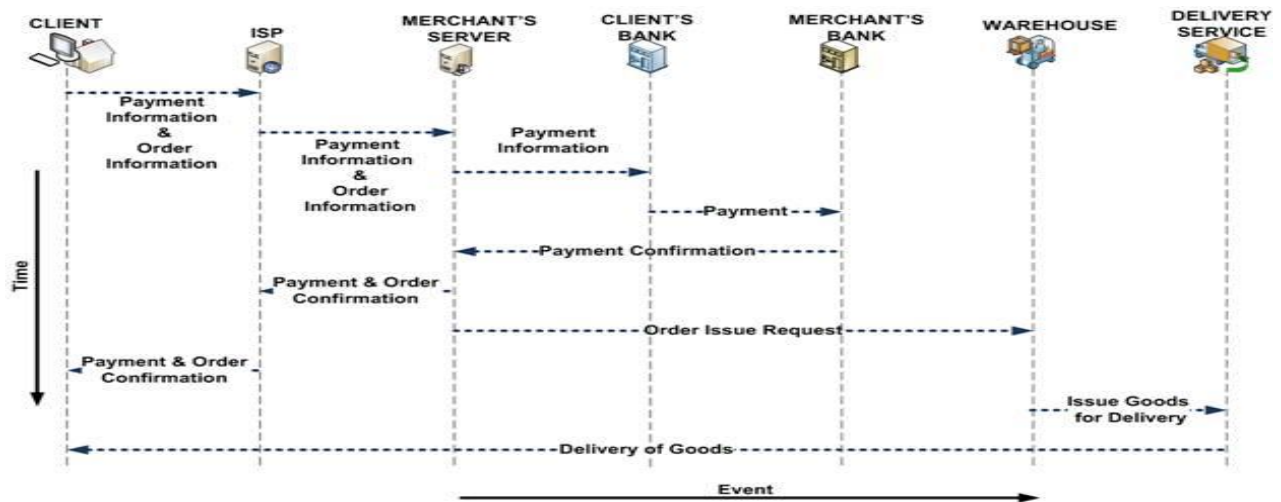 CLIENT
ISP
MERCHANT'S
SERVER
CLIENT'S
BANK
MERCHANT'S
BANK
WAREHOUSE
DELIVERY
SERVICE
Payment
Information
&
Order
Information
Payment
Information
&
Order
Information
Payment
Information
Payment
Payment Confirmation
Payment & Order
Confirmation
Order Issue Request
Payment & Order
Confirmation
Issue Goods
for Delivery
Delivery of Goods
Time
Event